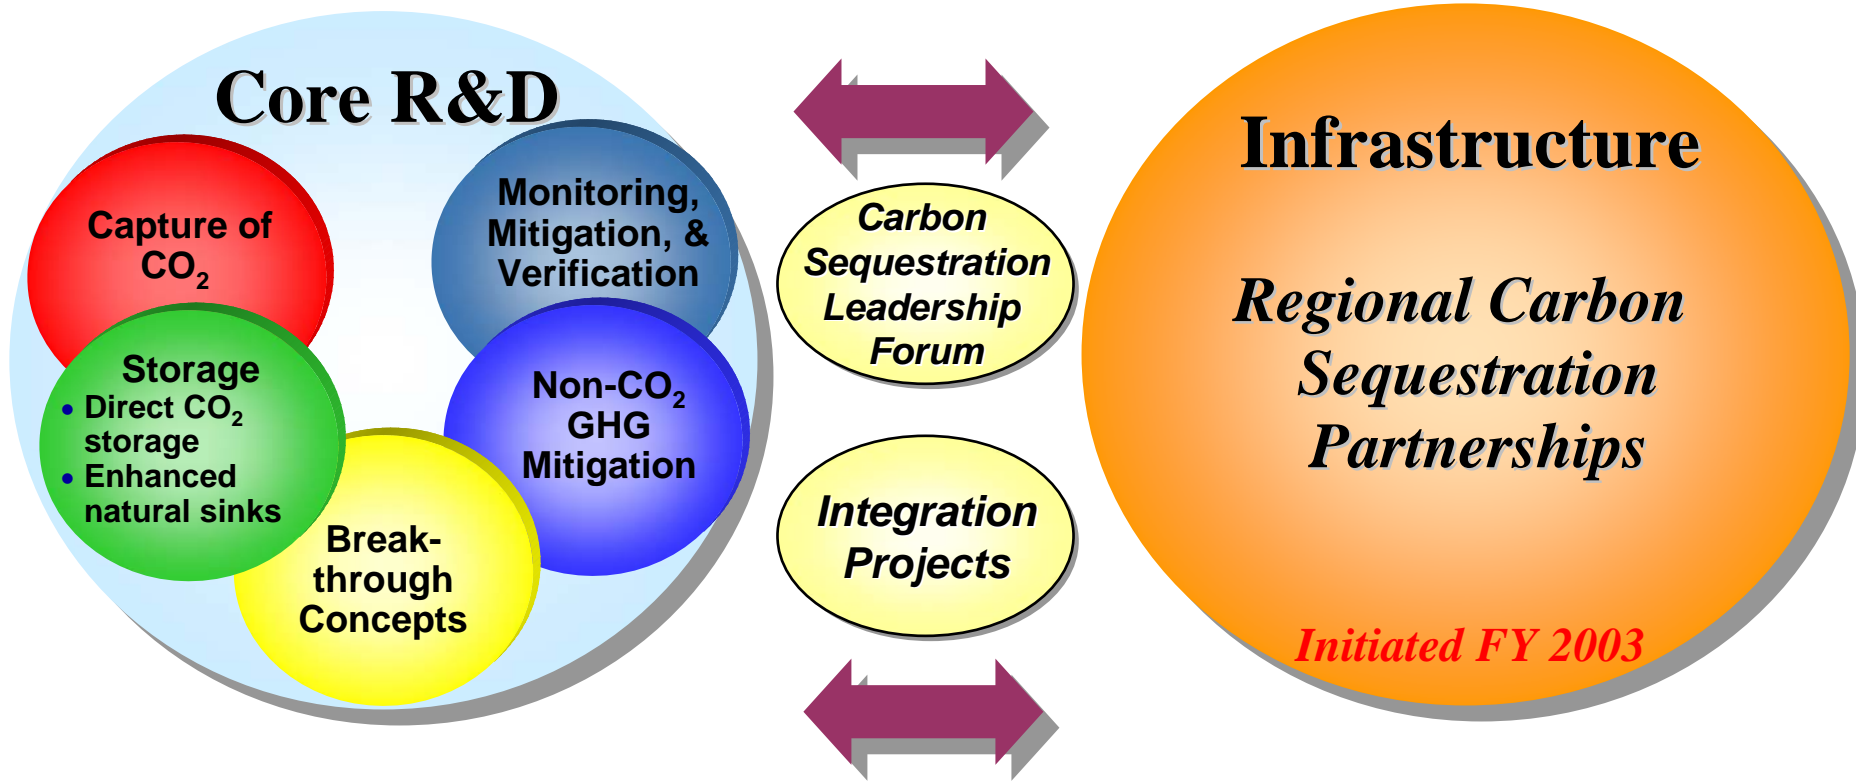 Core R&D
Capture of
CO₂
Monitoring,
Mitigation, &
Verification
Storage
• Direct CO₂
storage
• Enhanced
natural sinks
Non-CO₂
GHG
Mitigation
Break-
through
Concepts
Carbon
Sequestration
Leadership
Forum
Integration
Projects
Infrastructure
Regional Carbon
Sequestration
Partnerships
Initiated FY 2003